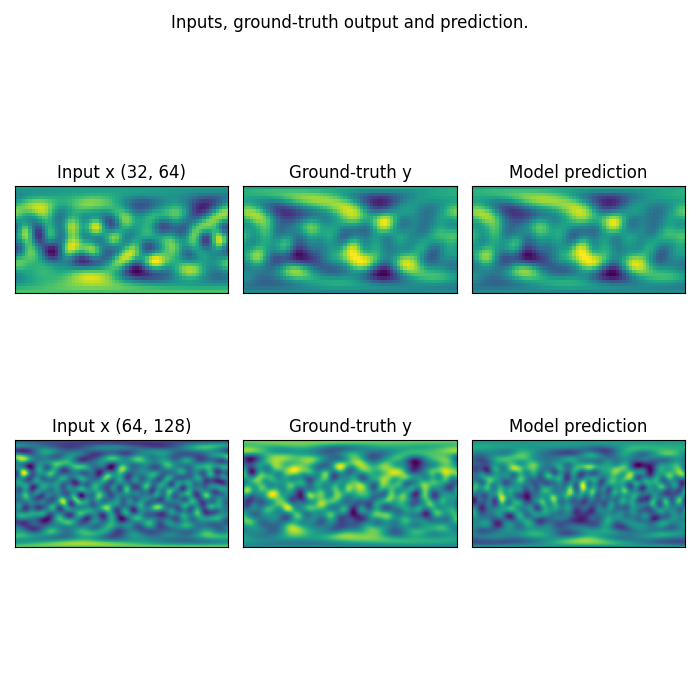 Inputs, ground-truth output and prediction.
Input x (32, 64)
Ground-truth y
Model prediction
Input x (64, 128)
Ground-truth y
Model prediction